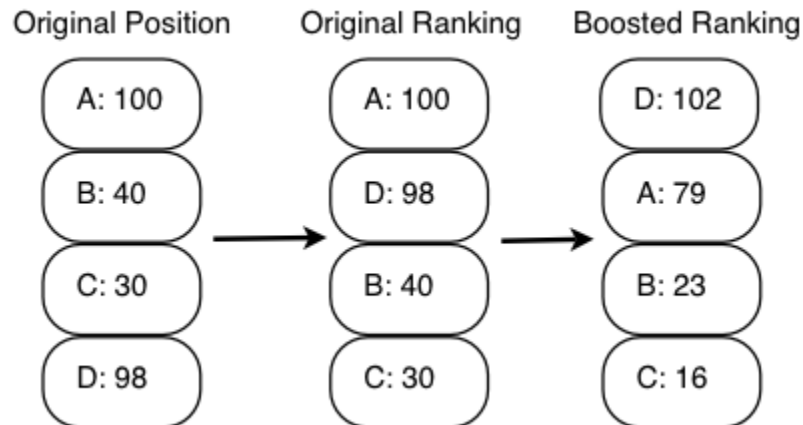 Original Position
A: 100
B: 40
C: 30
D: 98
Original Ranking
A: 100
D: 98
B: 40
C: 30
Boosted Ranking
D: 102
A: 79
B: 23
C: 16